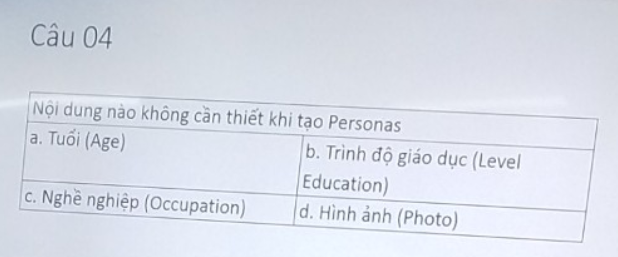 Câu 04
Nội dung nào không cần thiết khi tạo Personas
a. Tuổi (Age)
b. Trình độ giáo dục (Level
Education)
c. Nghề nghiệp (Occupation)
d. Hình ảnh (Photo)